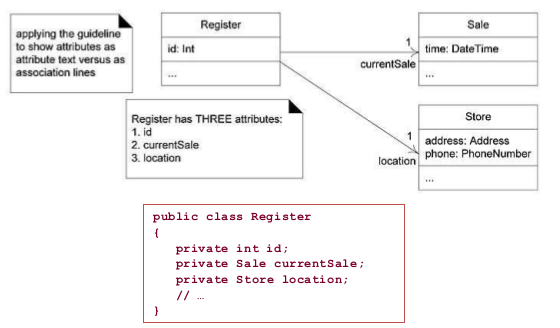 applying the guideline
to show attributes as
attribute text versus as
association lines
Register
id: Int
...
1
currentSale
Sale
time: DateTime
...
Register has THREE attributes:
1. id
2. currentSale
3. location
1
location
Store
address: Address
phone: PhoneNumber
...
public class Register
{
private int id;
private Sale currentSale;
private Store location;
// …
}